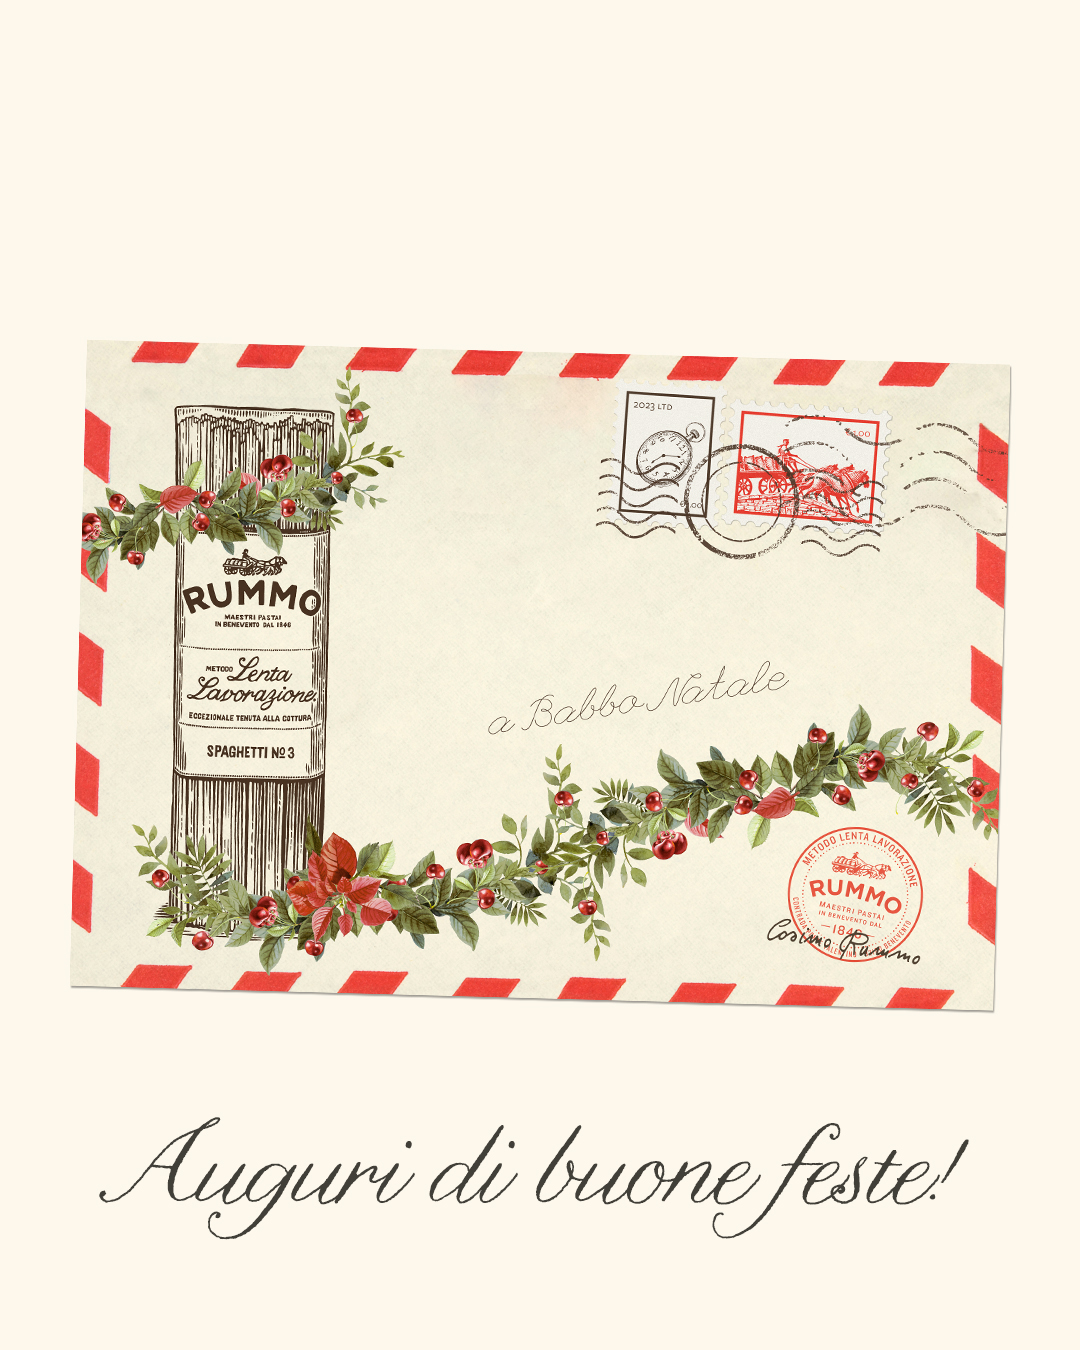 2023 LTD
RUMMO
MAESTRI PASTAI
IN BENEVENTO DAL 1846
METODO Lenta
Lavorazione.
ECCEZIONALE TENUTA ALLA COTTURA
SPAGHETTI Nº3
a Babbo Natale
METODO LENTA LAVORAZIONE
RUMMO
MAESTRI PASTAI
IN BENEVENTO DAL
1846
Cosimo Rummo
Auguri di buone feste!